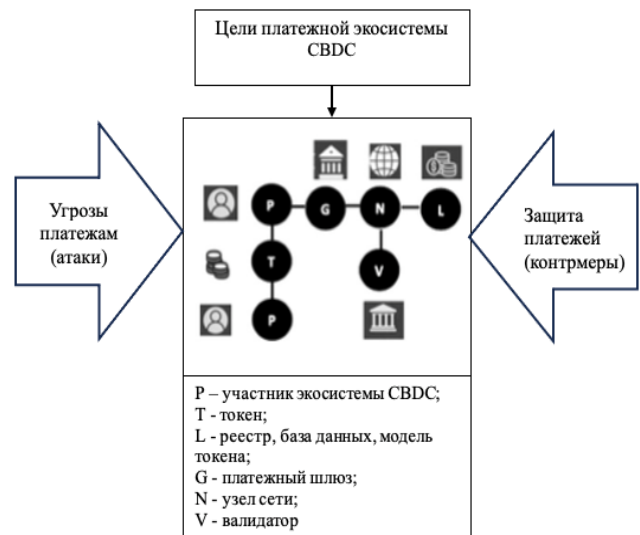 Цели платежной экосистемы
CBDC
Угрозы
платежам
(атаки)
P
G
N
L
T
V
P
Защита
платежей
(контрмеры)
P – участник экосистемы CBDC;
T - токен;
L - реестр, база данных, модель
токена;
G - платежный шлюз;
N - узел сети;
V - валидатор